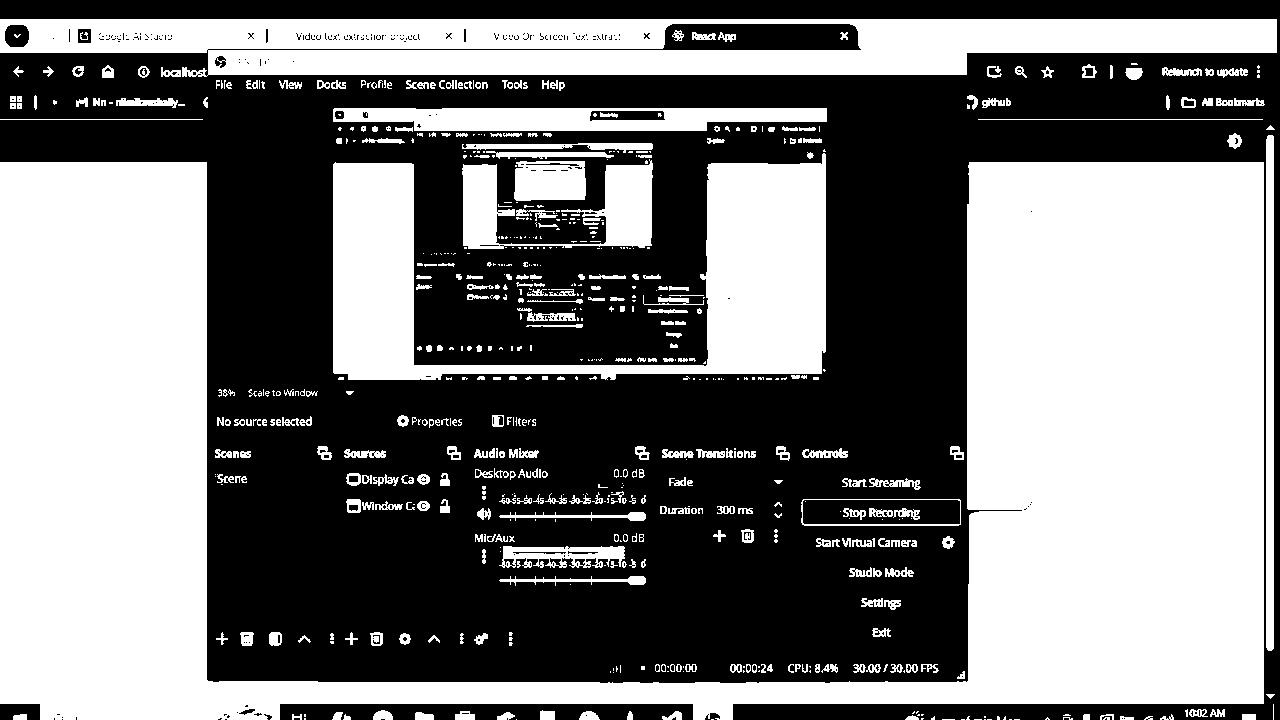 Google AI Studio
Video text extraction project
Video On-Screen Text Extract
React App
localhost
Relaunch to update
github
All Bookmarks
File Edit View Docks Profile Scene Collection Tools Help
38% Scale to Window
No source selected Properties Filters
Scenes Sources Audio Mixer Scene Transitions Controls
Scene
Display Ca
Window Ca
Desktop Audio 0.0 dB
-60-55-50-45-40-35-30-25-20-15-10 -5 0
Mic/Aux 0.0 dB
-60-55-50-45-40-35-30-25-20-15-10 -5 0
Fade
Duration 300 ms
Start Streaming
Stop Recording
Start Virtual Camera
Studio Mode
Settings
Exit
00:00:00 00:00:24 CPU: 8.4% 30.00 / 30.00 FPS
10:02 AM